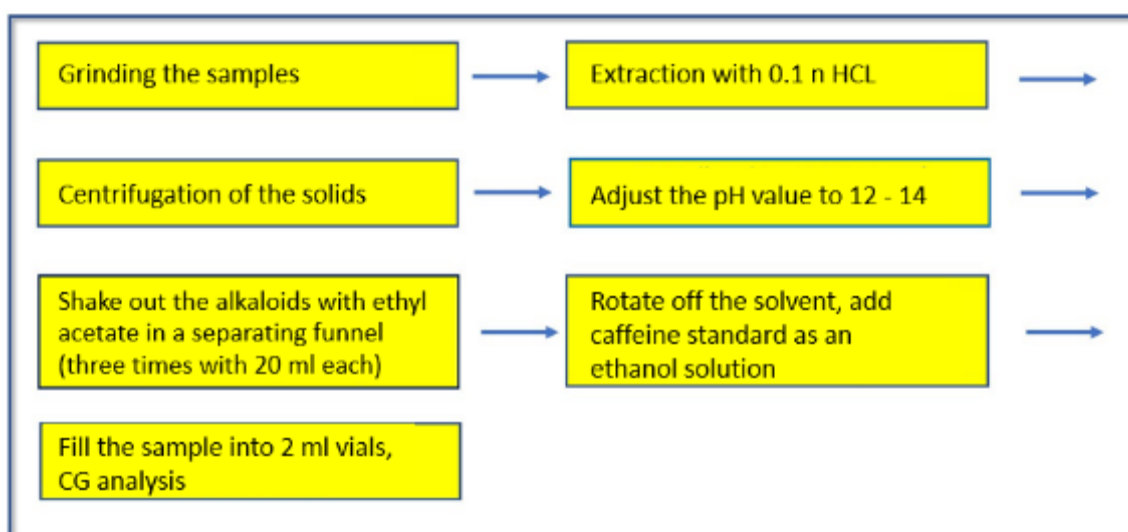 Grinding the samples
Extraction with 0.1 n HCL
Centrifugation of the solids
Adjust the pH value to 12 - 14
Shake out the alkaloids with ethyl
acetate in a separating funnel
(three times with 20 ml each)
Rotate off the solvent, add
caffeine standard as an
ethanol solution
Fill the sample into 2 ml vials,
CG analysis